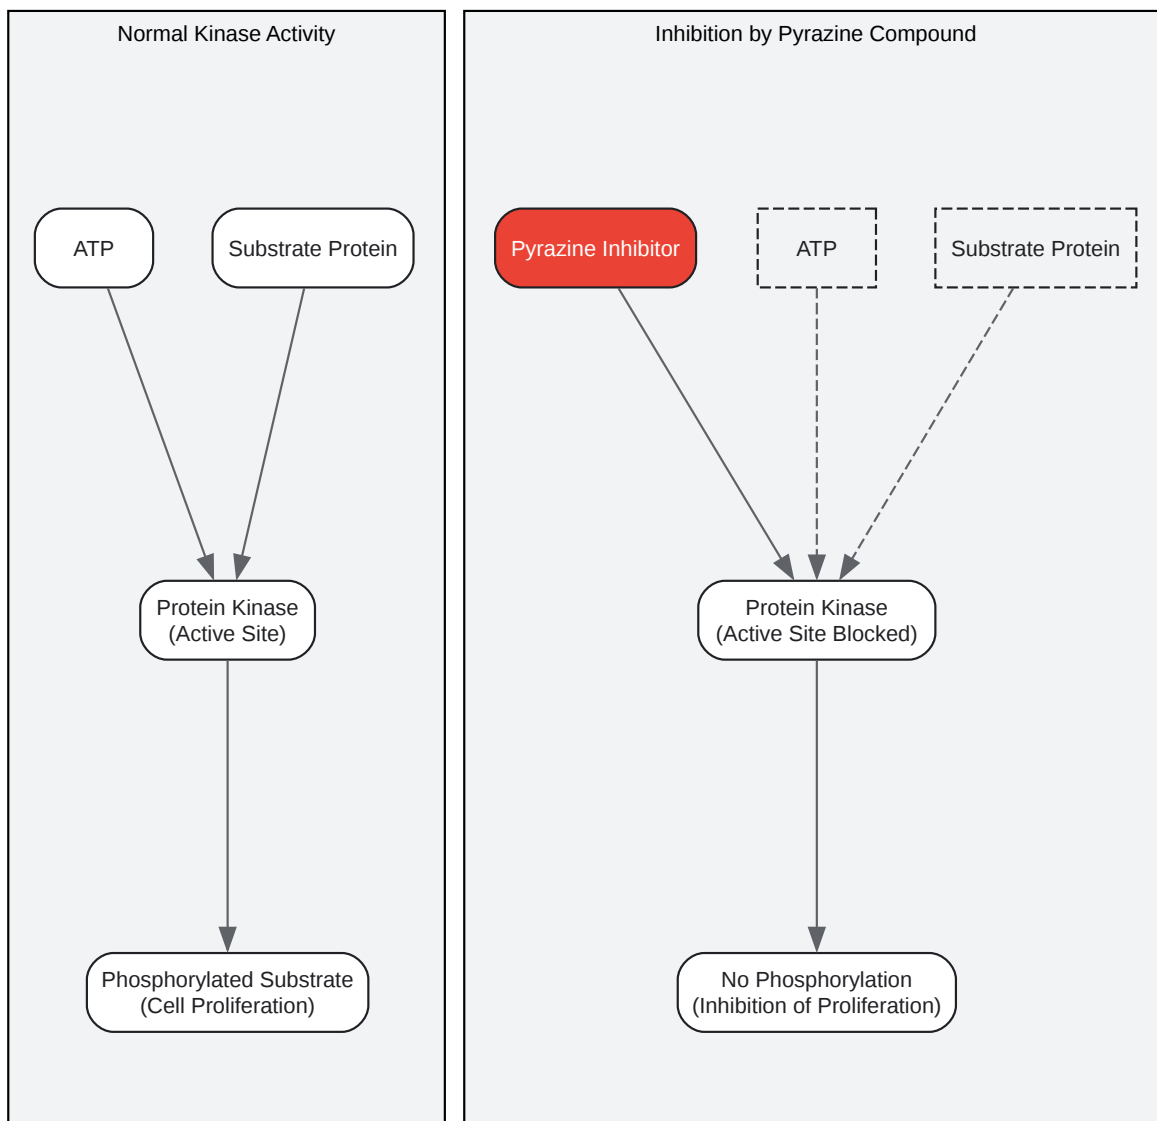 Normal Kinase Activity
ATP
Substrate Protein
Protein Kinase
(Active Site)
Phosphorylated Substrate
(Cell Proliferation)
Inhibition by Pyrazine Compound
Pyrazine Inhibitor
ATP
Substrate Protein
Protein Kinase
(Active Site Blocked)
No Phosphorylation
(Inhibition of Proliferation)